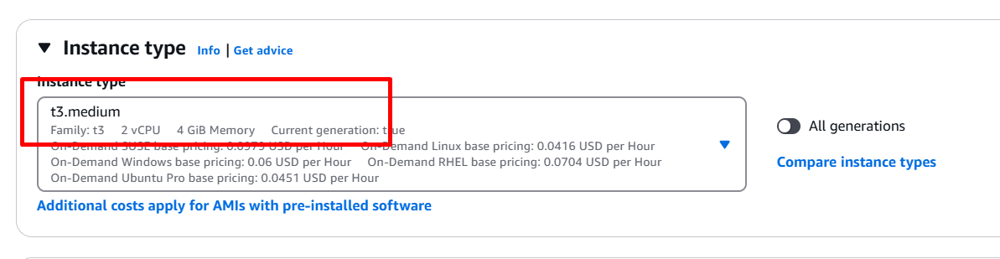 Instance type Info | Get advice
Instance type
t3.medium
Family: t3 2 vCPU 4 GiB Memory Current generation: true
On-Demand SUSE base pricing: 0.0979 USD per Hour On-Demand Linux base pricing: 0.0416 USD per Hour
On-Demand Windows base pricing: 0.06 USD per Hour On-Demand RHEL base pricing: 0.0704 USD per Hour
On-Demand Ubuntu Pro base pricing: 0.0451 USD per Hour
All generations
Compare instance types
Additional costs apply for AMIs with pre-installed software